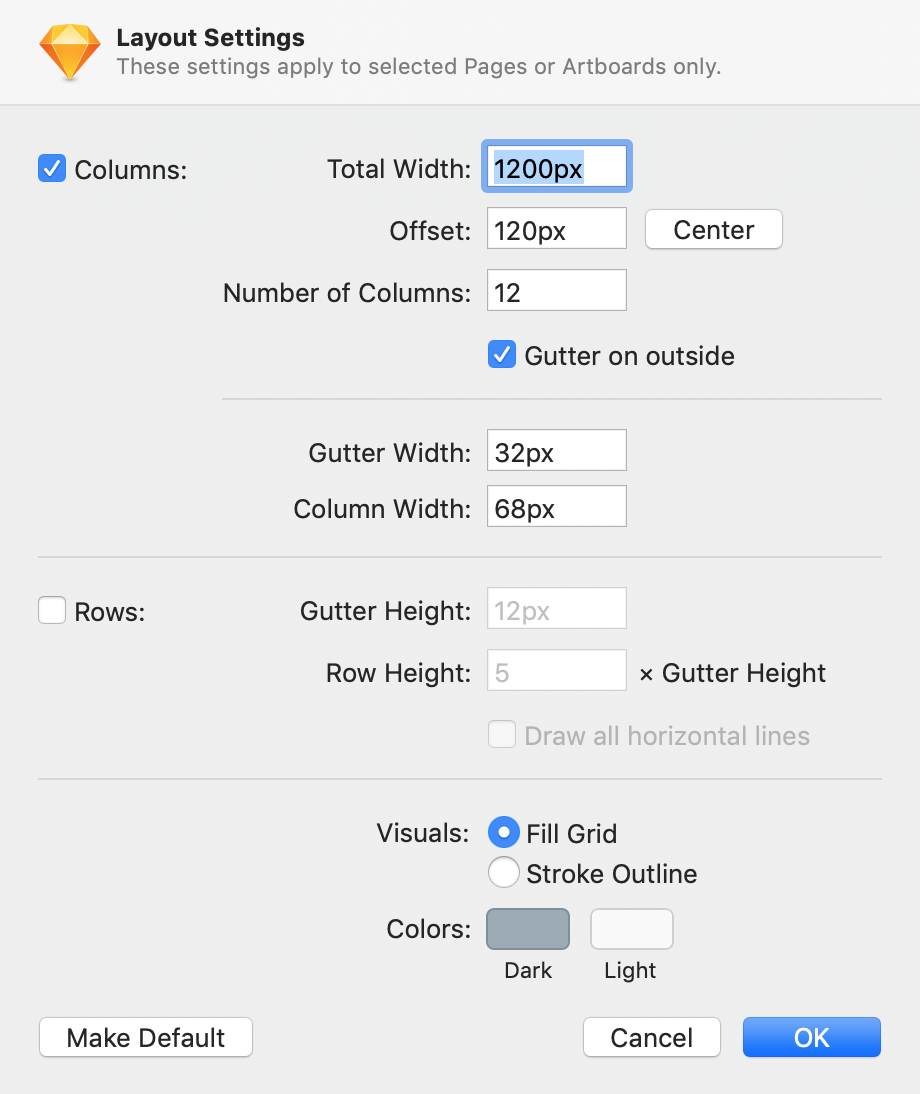 Layout Settings
These settings apply to selected Pages or Artboards only.
Columns: Total Width: 1200px
Offset: 120px Center
Number of Columns: 12
Gutter on outside
Gutter Width: 32px
Column Width: 68px
Rows: Gutter Height: 12px
Row Height: 5 × Gutter Height
Draw all horizontal lines
Visuals: Fill Grid
Stroke Outline
Colors:
Dark Light
Make Default Cancel OK